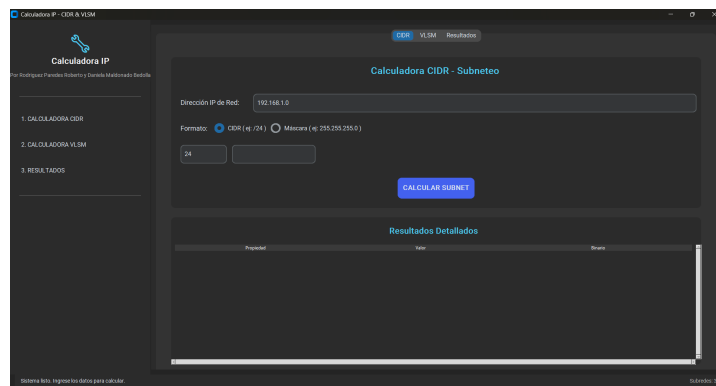 Calculadora IP - CIDR & VLSM
Calculadora IP
Por Rodriguez Paredes Roberto y Daniela Maldonado Bedolla
1. CALCULADORA CIDR
2. CALCULADORA VLSM
3. RESULTADOS
CIDR VLSM Resultados
Calculadora CIDR - Subneteo
Dirección IP de Red: 192.168.1.0
Formato: CIDR ( ej: /24 ) Máscara ( ej: 255.255.255.0 )
24
CALCULAR SUBNET
Resultados Detallados
Propiedad Valor Binario
Sistema listo. Ingrese los datos para calcular.
Subredes: